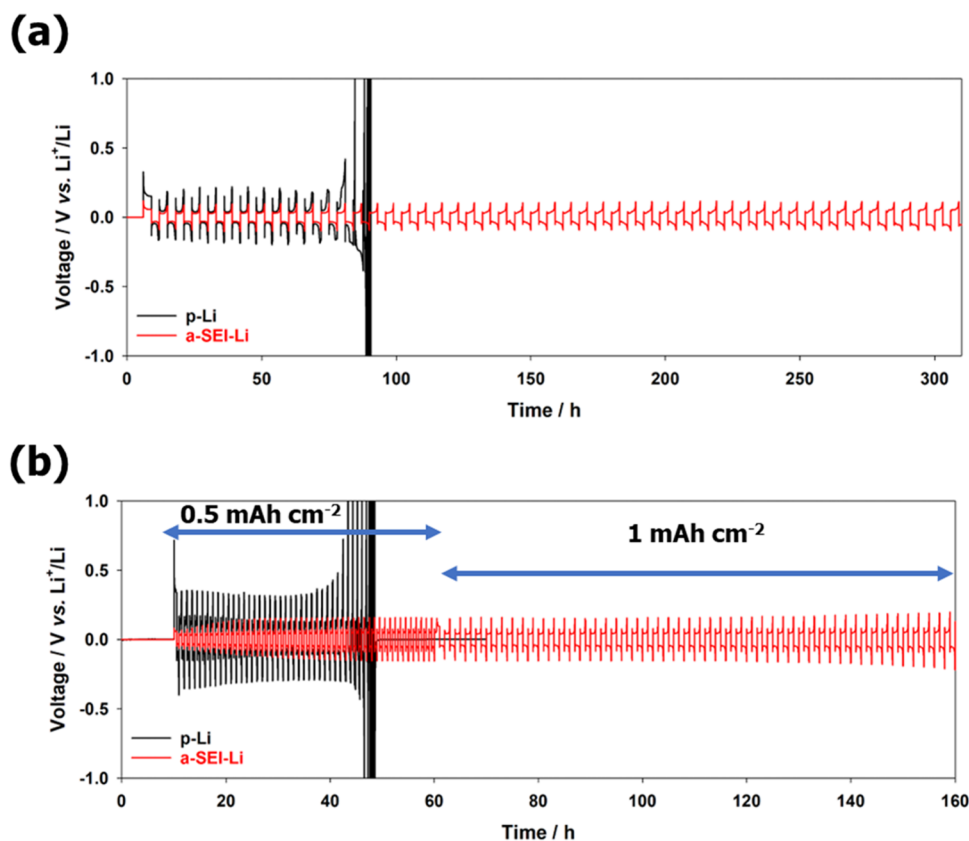 (a)
1.0
0.5
0.0
-0.5
-1.0
Voltage / V vs. Li⁺/Li
p-Li
a-SEI-Li
0 50 100 150 200 250 300
Time / h
(b)
1.0
0.5
0.0
-0.5
-1.0
Voltage / V vs. Li⁺/Li
0.5 mAh cm⁻²
1 mAh cm⁻²
p-Li
a-SEI-Li
0 20 40 60 80 100 120 140 160
Time / h